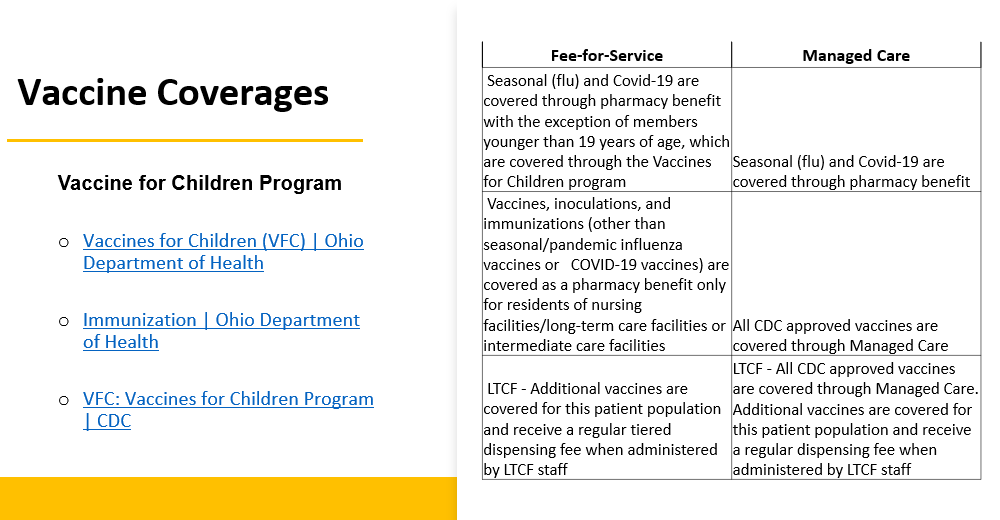 Vaccine Coverages
Vaccine for Children Program
o Vaccines for Children (VFC) | Ohio
Department of Health
o Immunization | Ohio Department
of Health
o VFC: Vaccines for Children Program
| CDC
Fee-for-Service
Managed Care
Seasonal (flu) and Covid-19 are
covered through pharmacy benefit
with the exception of members
younger than 19 years of age, which
are covered through the Vaccines
for Children program
Seasonal (flu) and Covid-19 are
covered through pharmacy benefit
Vaccines, inoculations, and
immunizations (other than
seasonal/pandemic influenza
vaccines or   COVID-19 vaccines) are
covered as a pharmacy benefit only
for residents of nursing
facilities/long-term care facilities or
intermediate care facilities
All CDC approved vaccines are
covered through Managed Care
LTCF - Additional vaccines are
covered for this patient population
and receive a regular tiered
dispensing fee when administered
by LTCF staff
LTCF - All CDC approved vaccines
are covered through Managed Care.
Additional vaccines are covered for
this patient population and receive
a regular dispensing fee when
administered by LTCF staff